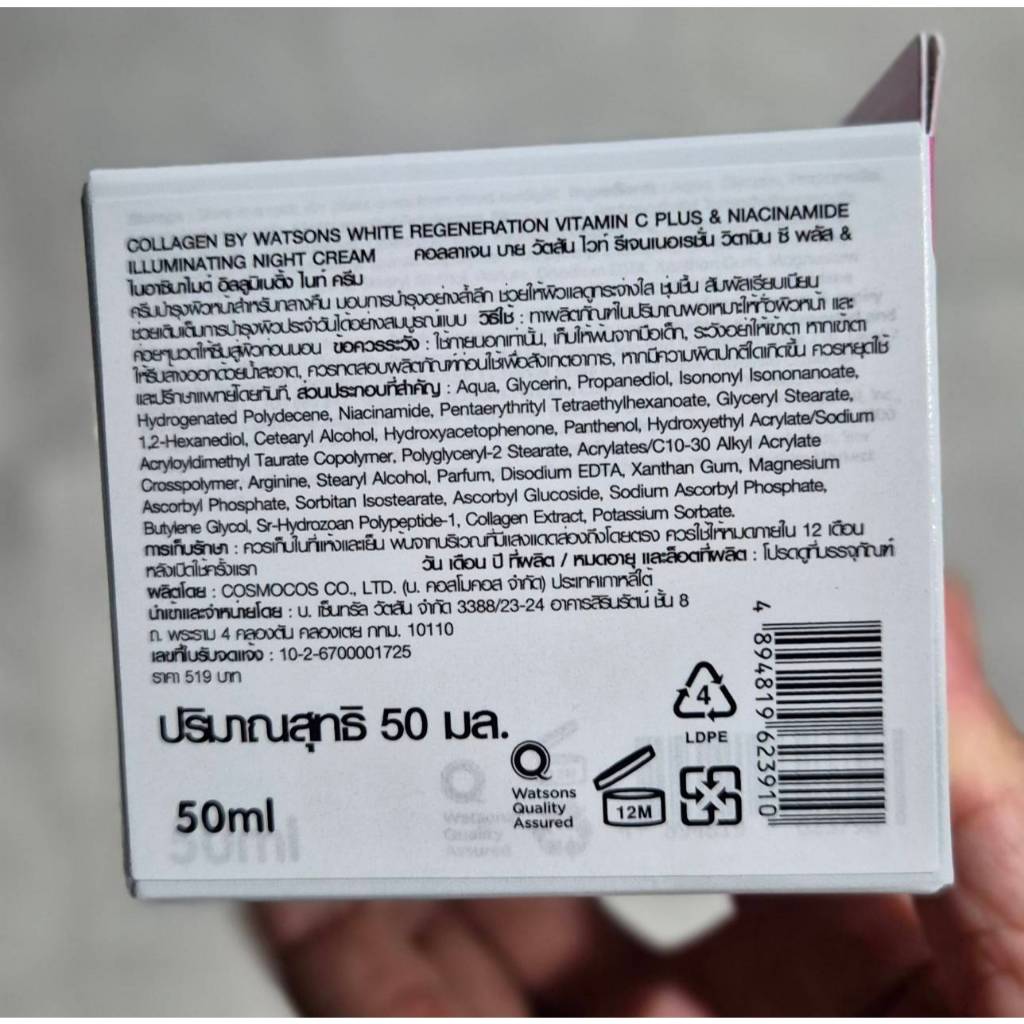 COLLAGEN BY WATSONS WHITE REGENERATION VITAMIN C PLUS & NIACINAMIDE
ILLUMINATING NIGHT CREAM คอลลาเจน บาย วัตสัน ไวท์ รีเจนเนอเรชั่น วิตามิน ซี พลัส &
ไนอาซินาไมด์ อิลลูมิเนติ้ง ไนท์ ครีม
ครีมบำรุงผิวหน้าสำหรับกลางคืน มอบการบำรุงอย่างล้ำลึก ช่วยให้ผิวแลดูกระจ่างใส ชุ่มชื้น สัมผัสเรียบเนียน
ช่วยเติมเต็มการบำรุงผิวประจำวันได้อย่างสมบูรณ์แบบ วิธีใช้ : ทาผลิตภัณฑ์ในปริมาณพอเหมาะให้ทั่วผิวหน้า และ
ค่อยๆนวดให้ซึมสู่ผิวก่อนนอน ข้อควรระวัง : ใช้ภายนอกเท่านั้น, เก็บให้พ้นจากมือเด็ก, ระวังอย่าให้เข้าตา หากเข้าตา
ให้รีบล้างออกด้วยน้ำสะอาด, ควรทดสอบผลิตภัณฑ์ก่อนใช้เพื่อสังเกตอาการ, หากมีความผิดปกติใดเกิดขึ้น ควรหยุดใช้
และปรึกษาแพทย์โดยทันที, ส่วนประกอบที่สำคัญ : Aqua, Glycerin, Propanediol, Isononyl Isononanoate,
Hydrogenated Polydecene, Niacinamide, Pentaerythrityl Tetraethylhexanoate, Glyceryl Stearate,
1,2-Hexanediol, Cetearyl Alcohol, Hydroxyacetophenone, Panthenol, Hydroxyethyl Acrylate/Sodium
Acryloyldimethyl Taurate Copolymer, Polyglyceryl-2 Stearate, Acrylates/C10-30 Alkyl Acrylate
Crosspolymer, Arginine, Stearyl Alcohol, Parfum, Disodium EDTA, Xanthan Gum, Magnesium
Ascorbyl Phosphate, Sorbitan Isostearate, Ascorbyl Glucoside, Sodium Ascorbyl Phosphate,
Butylene Glycol, Sr-Hydrozoan Polypeptide-1, Collagen Extract, Potassium Sorbate.
การเก็บรักษา : ควรเก็บในที่แห้งและเย็น พ้นจากบริเวณที่มีแสงแดดส่องถึงโดยตรง ควรใช้ให้หมดภายใน 12 เดือน
หลังเปิดใช้ครั้งแรก วัน เดือน ปี ที่ผลิต / หมดอายุ และล็อตที่ผลิต : โปรดดูที่บรรจุภัณฑ์
ผลิตโดย : COSMOCOS CO., LTD. (บ. คอสโมคอส จำกัด) ประเทศเกาหลีใต้
นำเข้าและจำหน่ายโดย : บ. เซ็นทรัล วัตสัน จำกัด 3388/23-24 อาคารสิรินรัตน์ ชั้น 8
ถ. พระราม 4 คลองตัน คลองเตย กทม. 10110
เลขที่ใบรับจดแจ้ง : 10-2-6700001725
ราคา 519 บาท
ปริมาณสุทธิ 50 มล.
50ml
Watsons
Quality
Assured
12M
4
LDPE
4 894819 623910